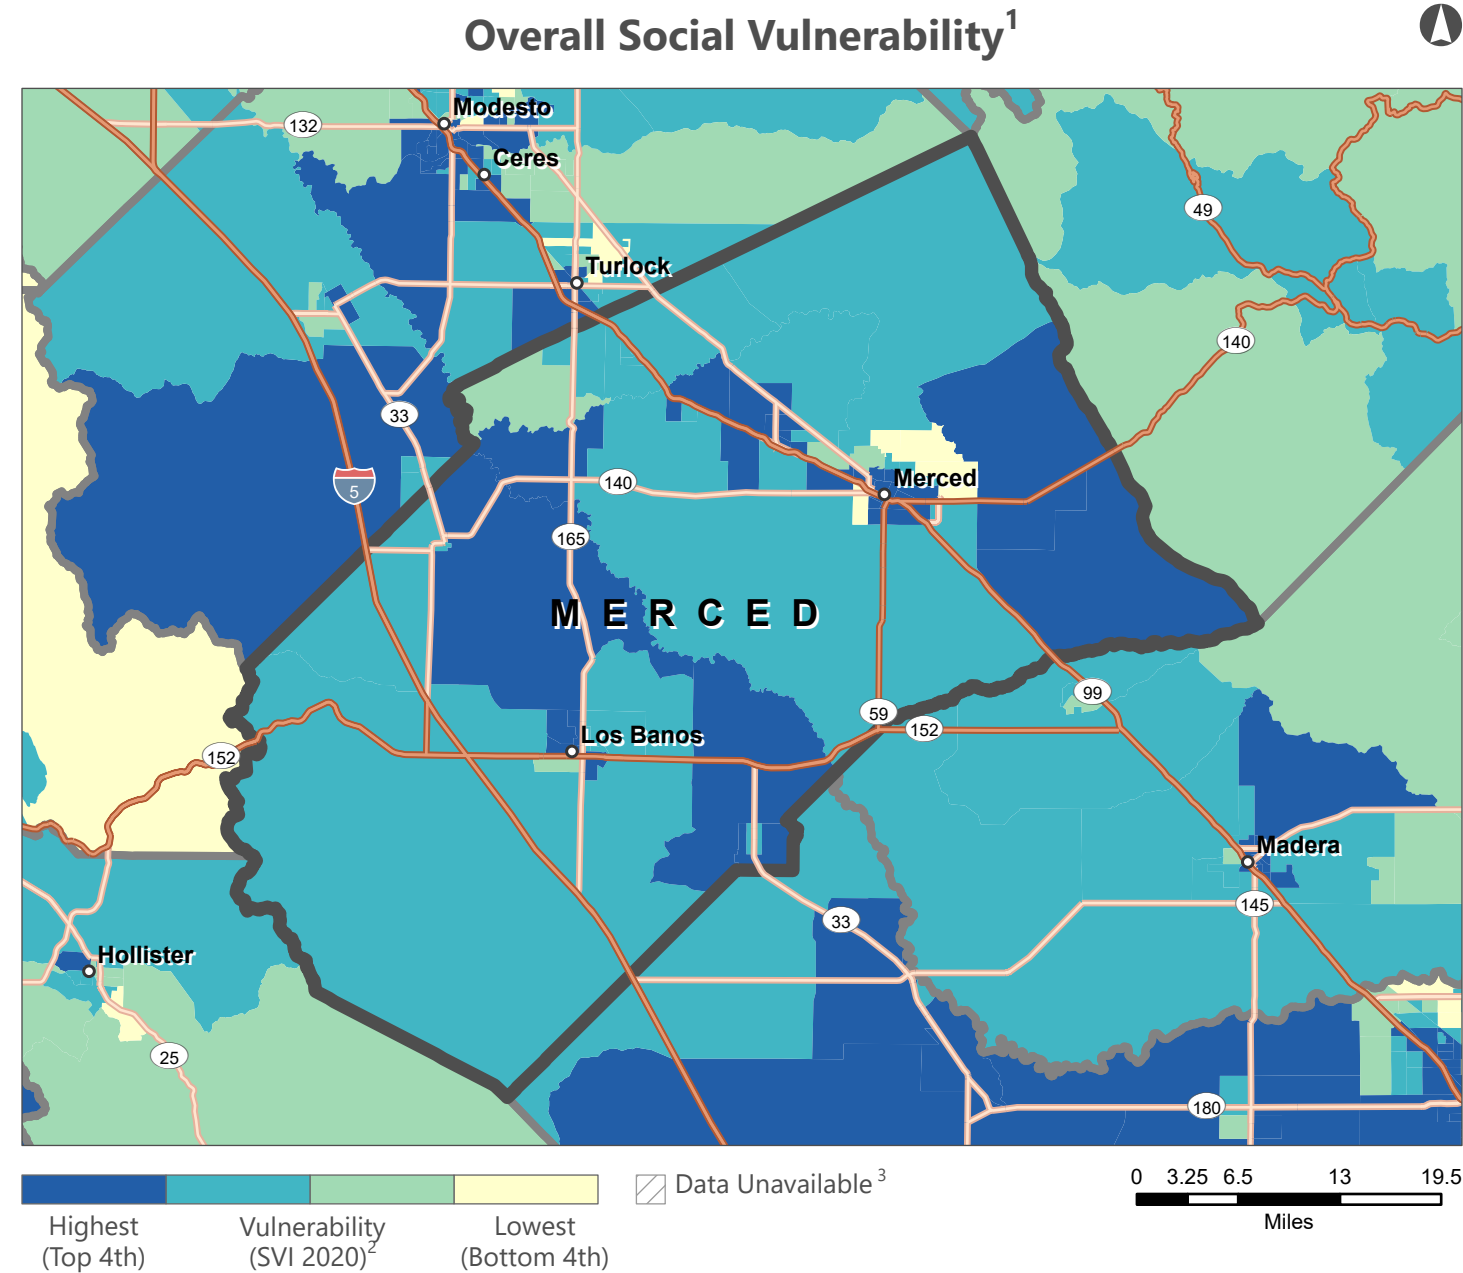 Overall Social Vulnerability1
Modesto
132
Ceres
49
Turlock
140
33
5
140
Merced
165
MERCED
99
59
152
Los Banos
152
Madera
145
33
Hollister
25
180
Highest
(Top 4th)
Vulnerability
(SVI 2020)2
Lowest
(Bottom 4th)
Data Unavailable3
0 3.25 6.5 13 19.5
Miles